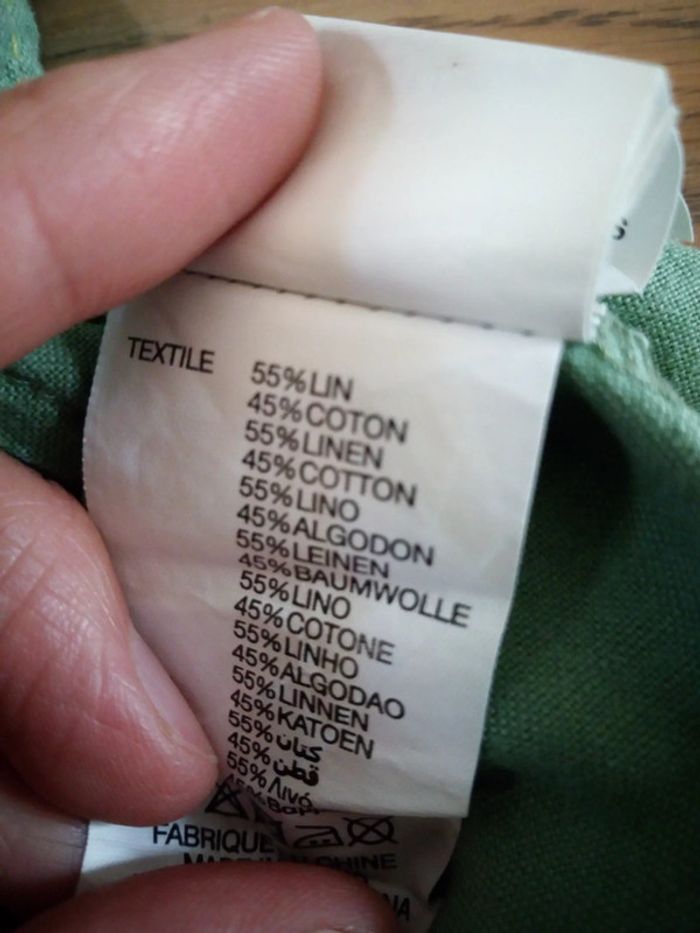 TEXTILE
55%LIN
45%COTON
55%LINEN
45%COTTON
55%LINO
45%ALGODON
55%LEINEN
45%BAUMWOLLE
55%LINO
45%COTONE
55%LINHO
45%ALGODAO
55%LINNEN
45%KATOEN
55%كتان
45%قطن
55%Λινό
FABRIQUE